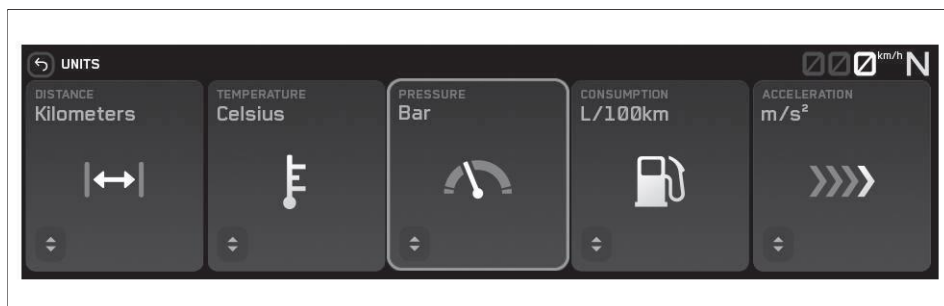 UNITS
000 km/h N
DISTANCE
Kilometers
TEMPERATURE
Celsius
PRESSURE
Bar
CONSUMPTION
L/100km
ACCELERATION
m/s²